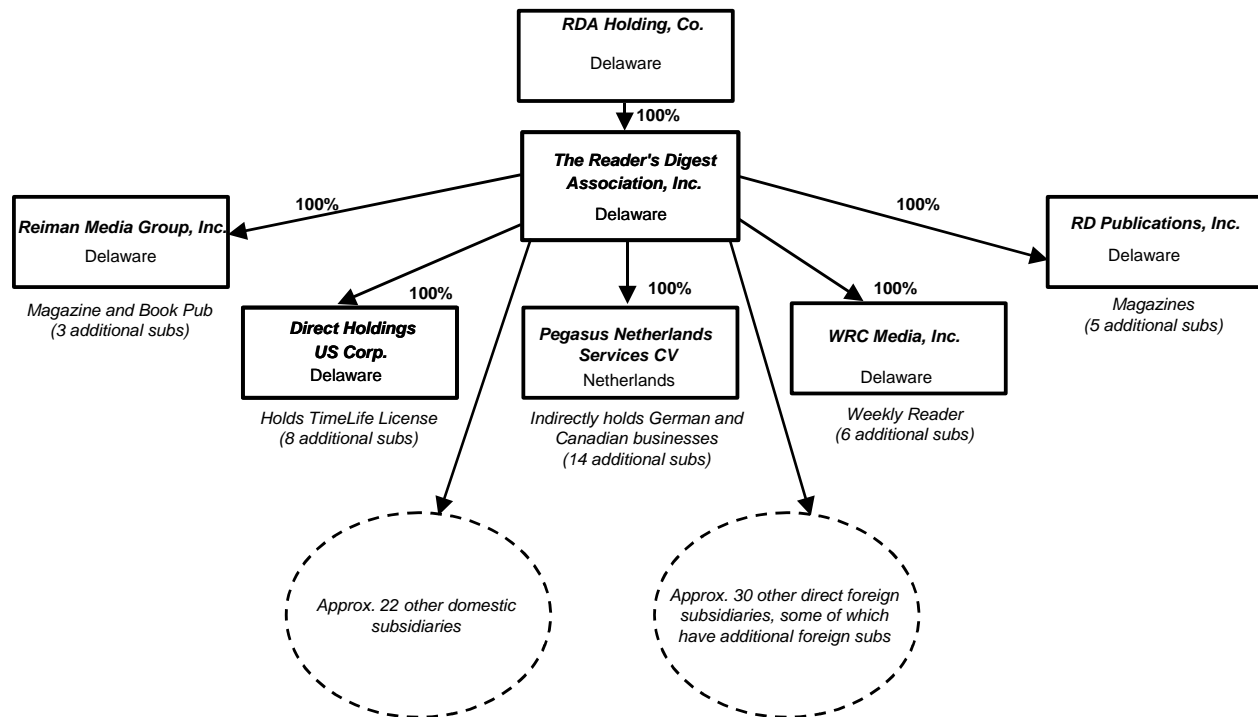 RDA Holding, Co.
Delaware
100%
The Reader's Digest
Association, Inc.
Delaware
100%
Reiman Media Group, Inc.
Delaware
Magazine and Book Pub
(3 additional subs)
100%
RD Publications, Inc.
Delaware
Magazines
(5 additional subs)
100%
Direct Holdings
US Corp.
Delaware
Holds TimeLife License
(8 additional subs)
100%
Pegasus Netherlands
Services CV
Netherlands
Indirectly holds German and
Canadian businesses
(14 additional subs)
100%
WRC Media, Inc.
Delaware
Weekly Reader
(6 additional subs)
Approx. 22 other domestic
subsidiaries
Approx. 30 other direct foreign
subsidiaries, some of which
have additional foreign subs